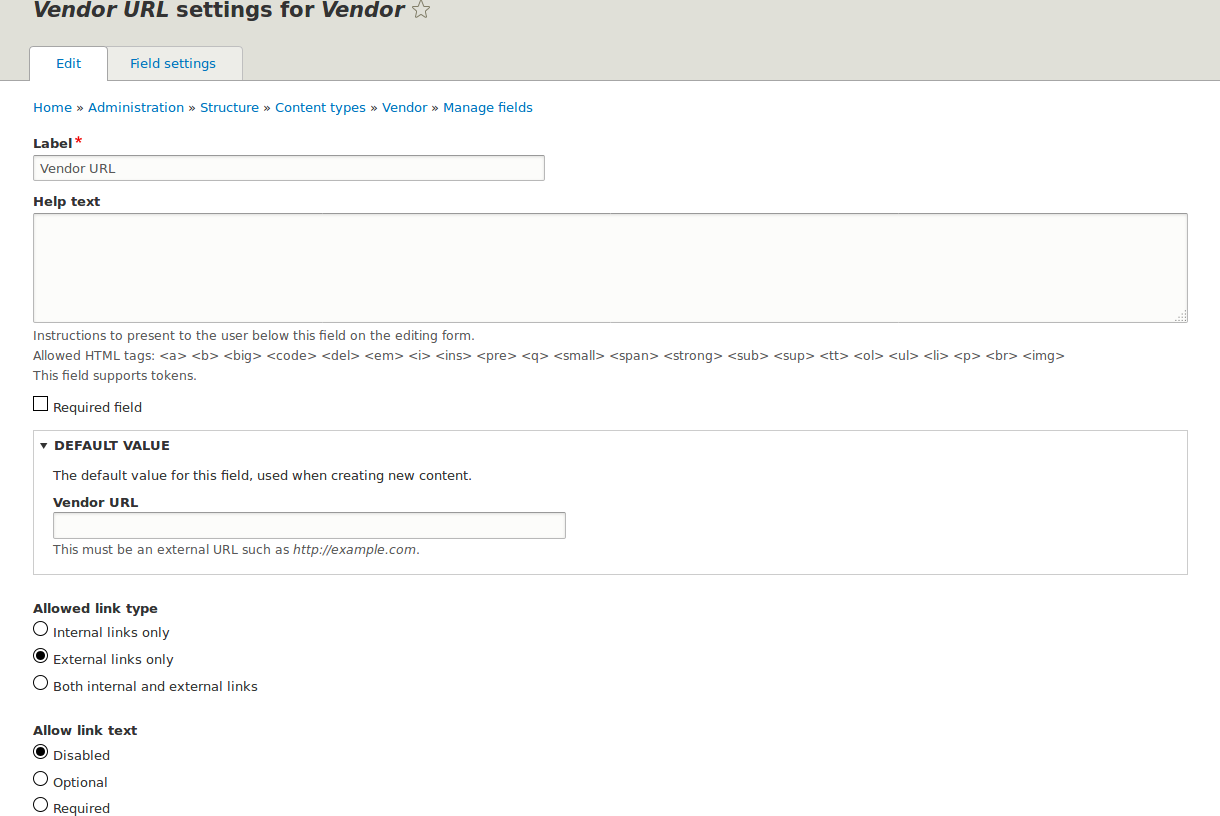 Vendor URL settings for Vendor
Edit
Field settings
Home » Administration » Structure » Content types » Vendor » Manage fields
Label*
Vendor URL
Help text
Instructions to present to the user below this field on the editing form.
Allowed HTML tags: <a> <b> <big> <code> <del> <em> <i> <ins> <pre> <q> <small> <span> <strong> <sub> <sup> <tt> <ol> <ul> <li> <p> <br> <img>
This field supports tokens.
Required field
DEFAULT VALUE
The default value for this field, used when creating new content.
Vendor URL
This must be an external URL such as http://example.com.
Allowed link type
Internal links only
External links only
Both internal and external links
Allow link text
Disabled
Optional
Required